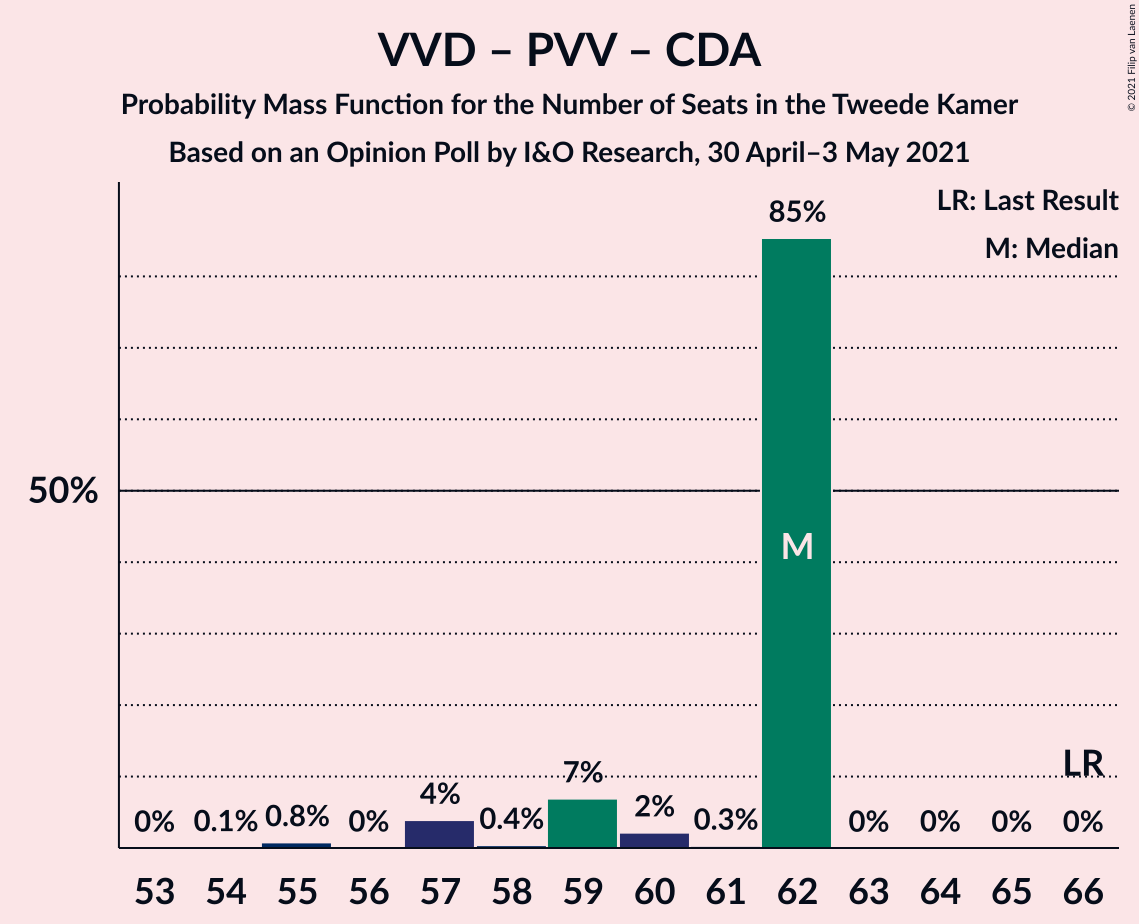 VVD – PVV – CDA
Probability Mass Function for the Number of Seats in the Tweede Kamer
Based on an Opinion Poll by I&O Research, 30 April–3 May 2021
© 2021 Filip van Laenen
LR: Last Result
M: Median
50%
0% 0.1% 0.8% 0% 4% 0.4% 7% 2% 0.3% 85% 0% 0% 0% 0%
M
LR
53 54 55 56 57 58 59 60 61 62 63 64 65 66